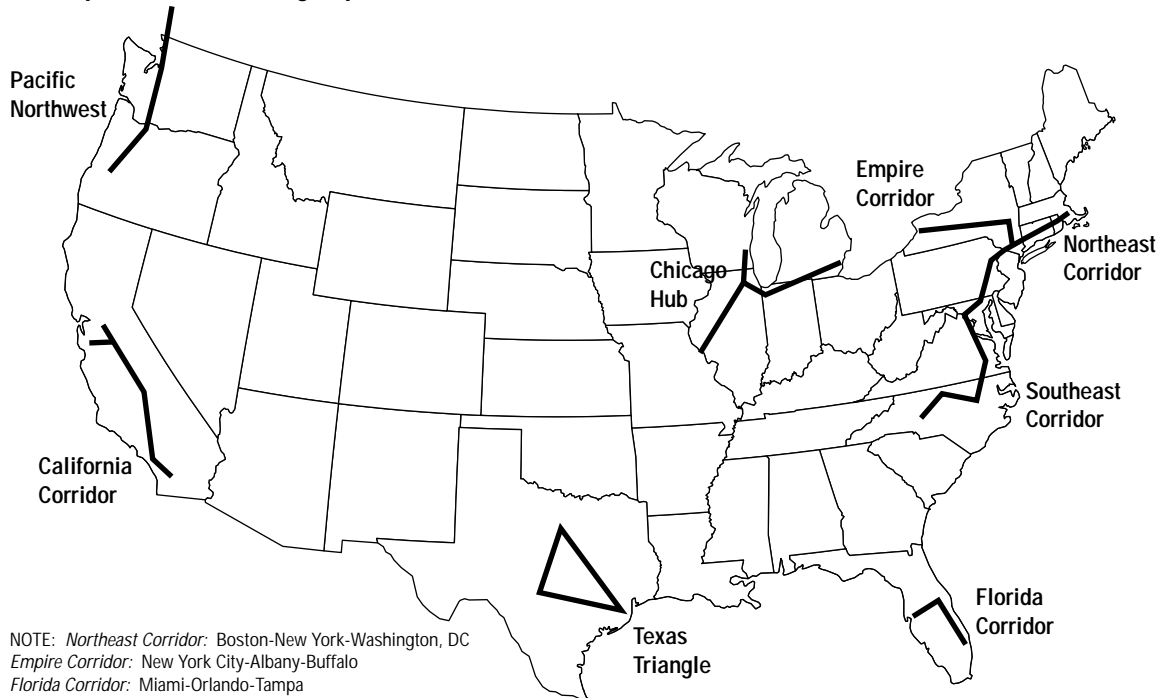 Pacific
Northwest
Empire
Corridor
Northeast
Corridor
Chicago
Hub
Southeast
Corridor
California
Corridor
Florida
Corridor
Texas
Triangle
NOTE: Northeast Corridor: Boston-New York-Washington, DC
Empire Corridor: New York City-Albany-Buffalo
Florida Corridor: Miami-Orlando-Tampa